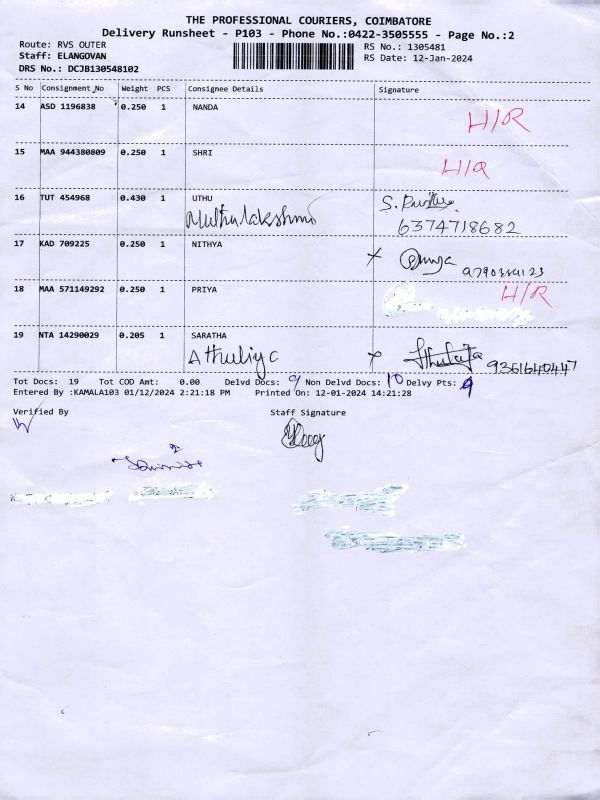 THE PROFESSIONAL COURIERS, COIMBATORE
Delivery Runsheet - P103 - Phone No.:0422-3505555 - Page No.:2
Route: RVS OUTER RS No.: 1305481
Staff: ELANGOVAN RS Date: 12-Jan-2024
DRS No.: DCJB130548102
S No Consignment No Weight PCS Consignee Details Signature
14 ASD 1196838 0.250 1 NANDA
H/R
15 MAA 944380809 0.250 1 SHRI
H/R
16 TUT 454968 0.430 1 UTHU
Muthulakshmi 6374718682
17 KAD 709225 0.250 1 NITHYA
x
18 MAA 571149292 0.250 1 PRIYA H/R
19 NTA 14290029 0.205 1 SARATHA
Athuliya x 9361640447
Tot Docs: 19 Tot COD Amt: 0.00 Delvd Docs: 9 Non Delvd Docs: 10 Delvy Pts: 9
Entered By :KAMALA103 01/12/2024 2:21:18 PM Printed On: 12-01-2024 14:21:28
Verified By Staff Signature